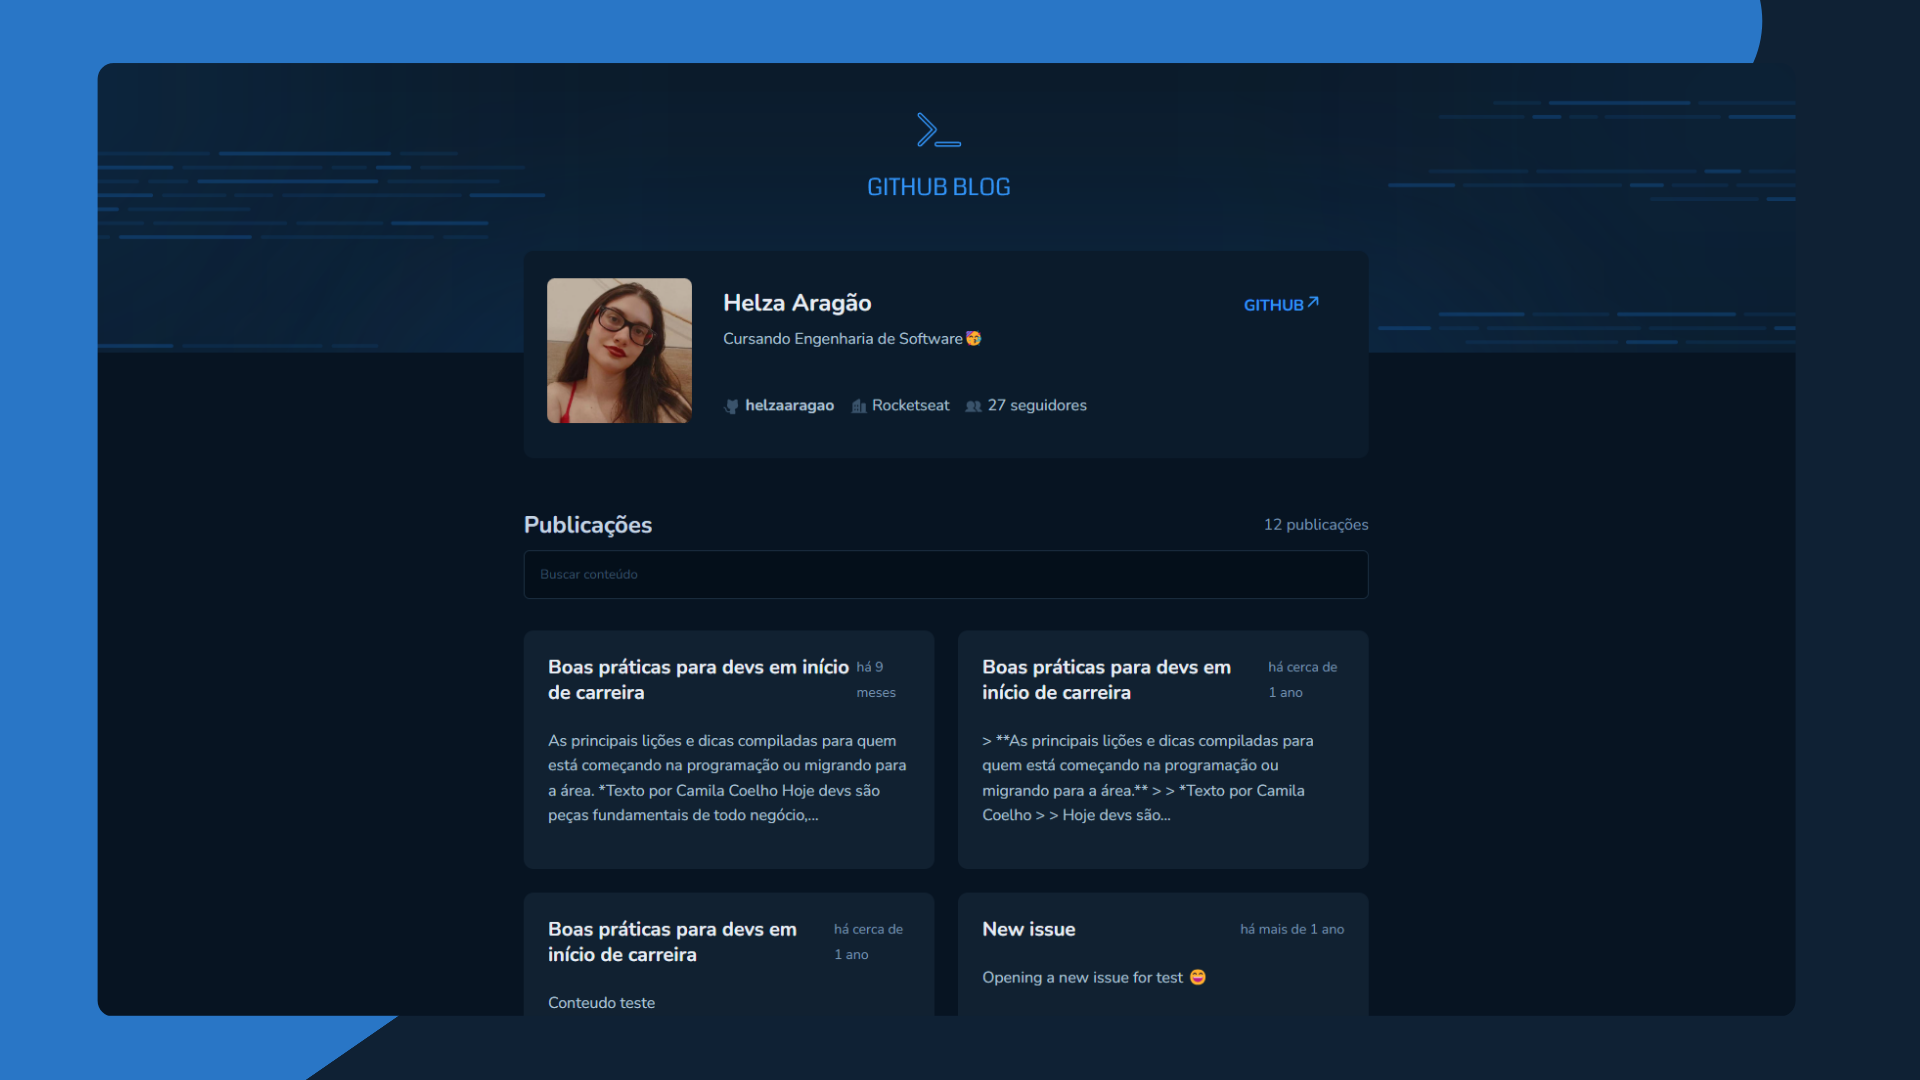 GITHUB BLOG
Helza Aragão
GITHUB
Cursando Engenharia de Software🥳
helzaaragao Rocketseat 27 seguidores
Publicações
12 publicações
Buscar conteúdo
Boas práticas para devs em início há 9
de carreira meses
As principais lições e dicas compiladas para quem
está começando na programação ou migrando para
a área. *Texto por Camila Coelho Hoje devs são
peças fundamentais de todo negócio,...
Boas práticas para devs em há cerca de
início de carreira 1 ano
> **As principais lições e dicas compiladas para
quem está começando na programação ou
migrando para a área.** > > *Texto por Camila
Coelho > > Hoje devs são...
Boas práticas para devs em há cerca de
início de carreira 1 ano
Conteudo teste
New issue há mais de 1 ano
Opening a new issue for test 😄